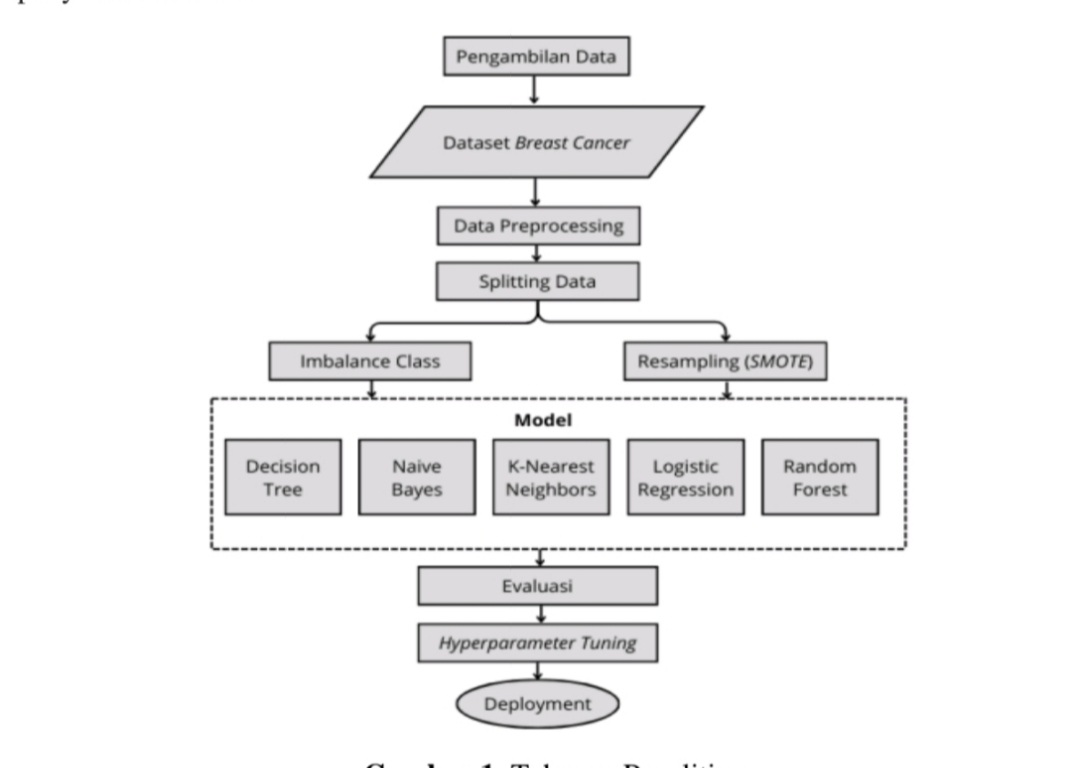 Pengambilan Data
Dataset Breast Cancer
Data Preprocessing
Splitting Data
Imbalance Class
Resampling (SMOTE)
Model
Decision
Tree
Naive
Bayes
K-Nearest
Neighbors
Logistic
Regression
Random
Forest
Evaluasi
Hyperparameter Tuning
Deployment